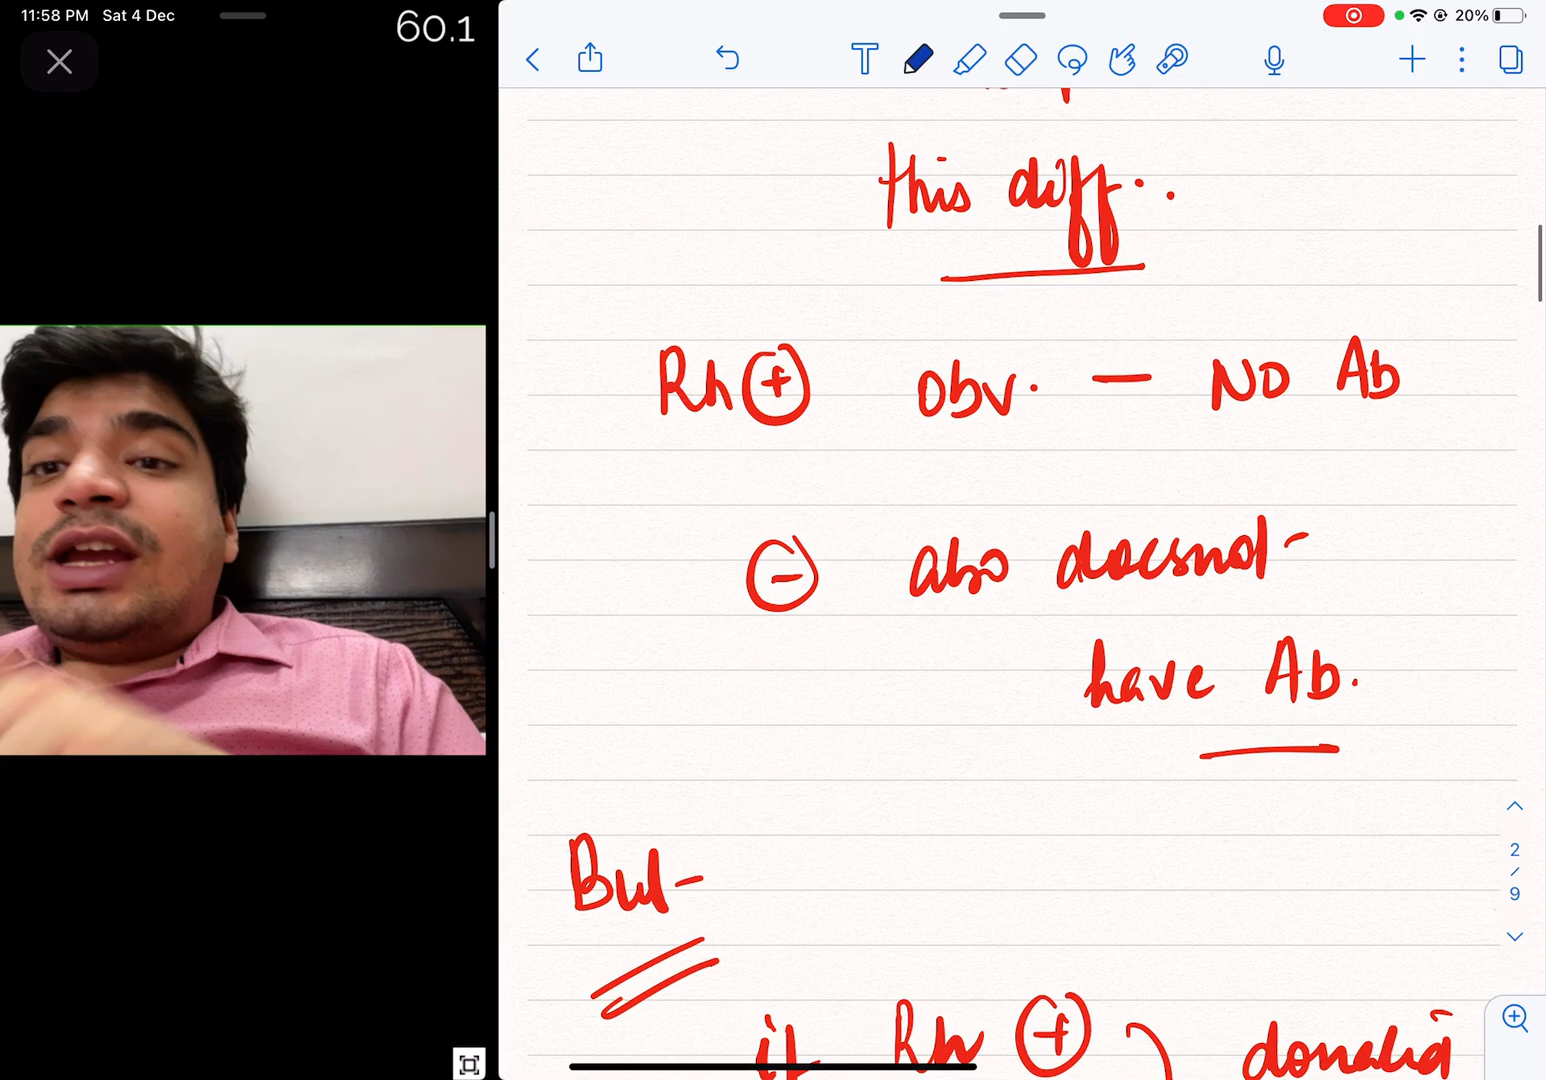 11:58 PM Sat 4 Dec
60.1
20%
T
this diff..
Rh + obv. — NO Ab
- also doesnot
have Ab.
But
2
/
9
if Rh +